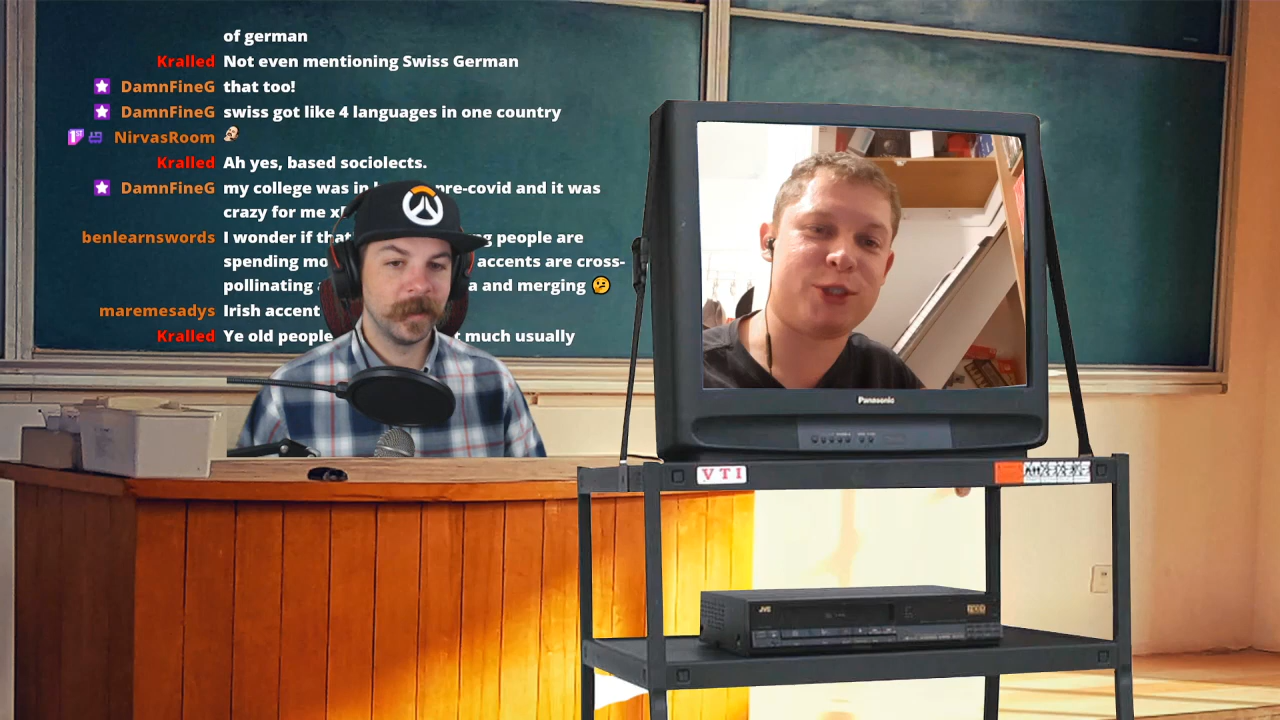 of german
Kralled Not even mentioning Swiss German
DamnFineG that too!
DamnFineG swiss got like 4 languages in one country
1ST NirvasRoom
Kralled Ah yes, based sociolects.
DamnFineG my college was in pre-covid and it was
crazy for me
benlearnswords I wonder if people are
spending accents are cross-
pollinating and merging
maremesadys Irish accent
Kralled Ye old people much usually
Panasonic
VTI
JVC